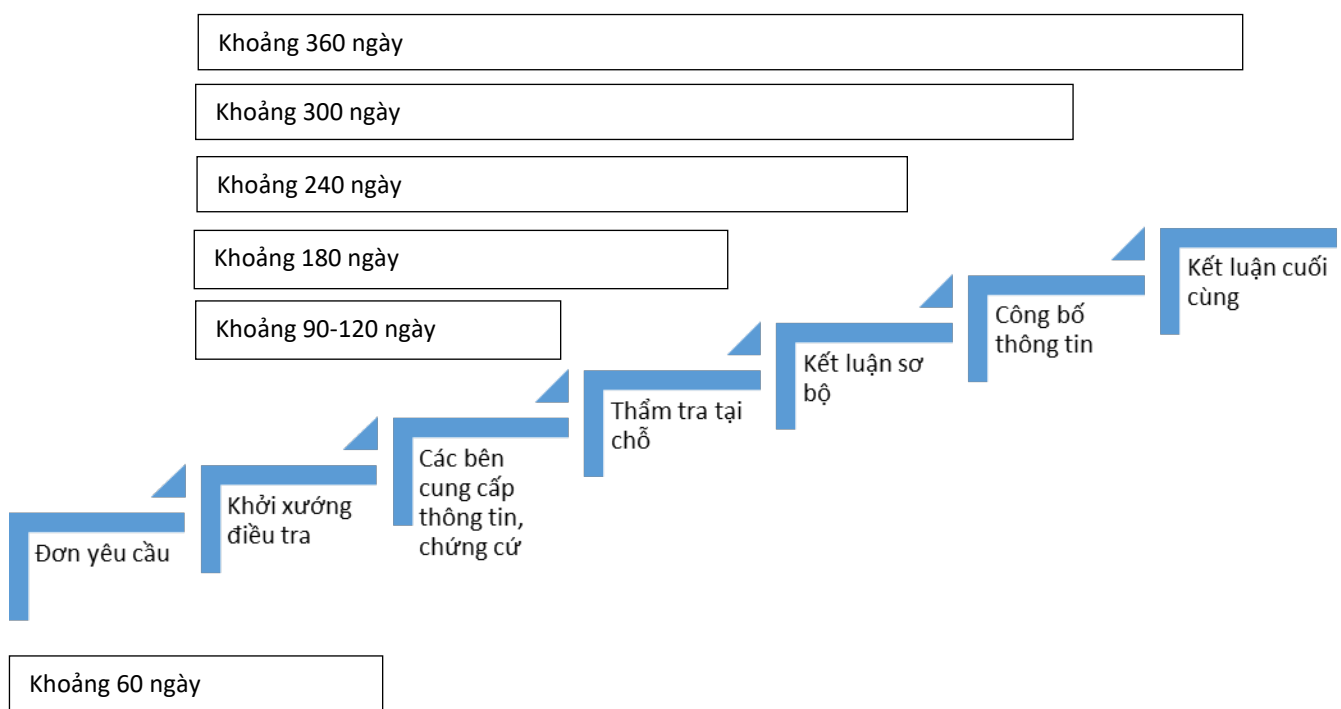 Khoảng 360 ngày
Khoảng 300 ngày
Khoảng 240 ngày
Khoảng 180 ngày
Khoảng 90-120 ngày
Kết luận cuối
cùng
Công bố
thông tin
Kết luận sơ
bộ
Thẩm tra tại
chỗ
Các bên
cung cấp
thông tin,
chứng cứ
Khởi xướng
điều tra
Đơn yêu cầu
Khoảng 60 ngày